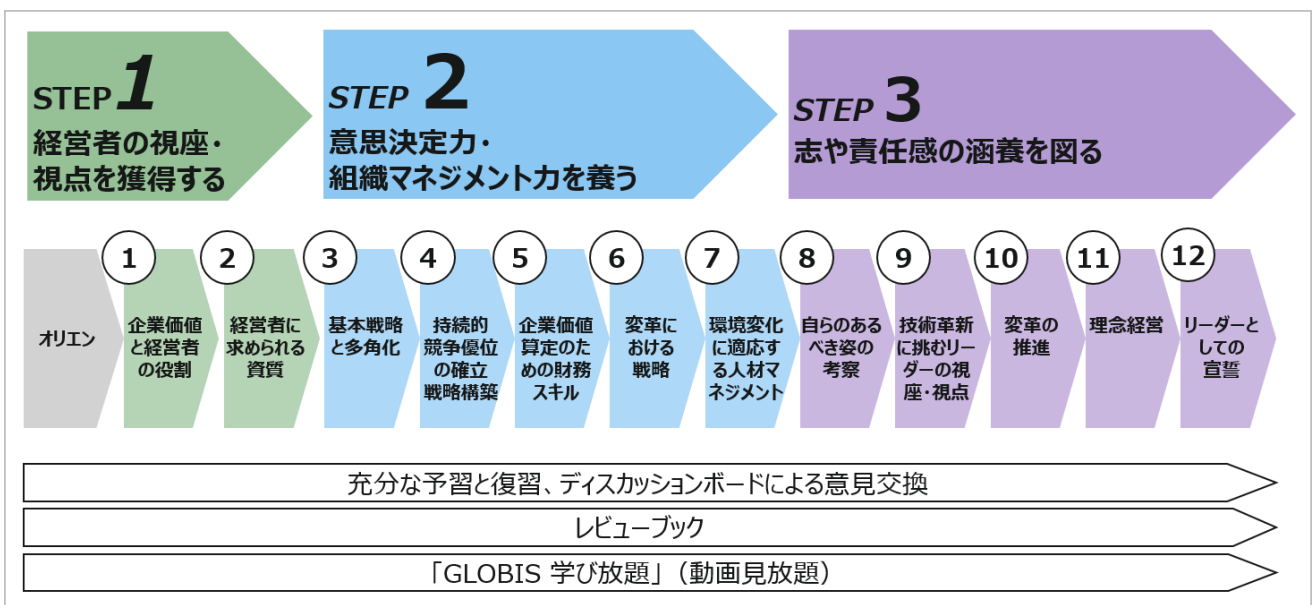 STEP 1
経営者の視座・
視点を獲得する
STEP 2
意思決定力・
組織マネジメント力を養う
STEP 3
志や責任感の涵養を図る
オリエン
1
企業価値
と経営者
の役割
2
経営者に
求められる
資質
3
基本戦略
と多角化
4
持続的
競争優位
の確立
戦略構築
5
企業価値
算定のた
めの財務
スキル
6
変革に
おける
戦略
7
環境変化
に適応す
る人材マ
ネジメント
8
自らのある
べき姿の
考察
9
技術革新
に挑むリー
ダーの視
座・視点
10
変革の
推進
11
理念経営
12
リーダーと
しての
宣誓
充分な予習と復習、ディスカッションボードによる意見交換
レビューブック
「GLOBIS 学び放題」（動画見放題）